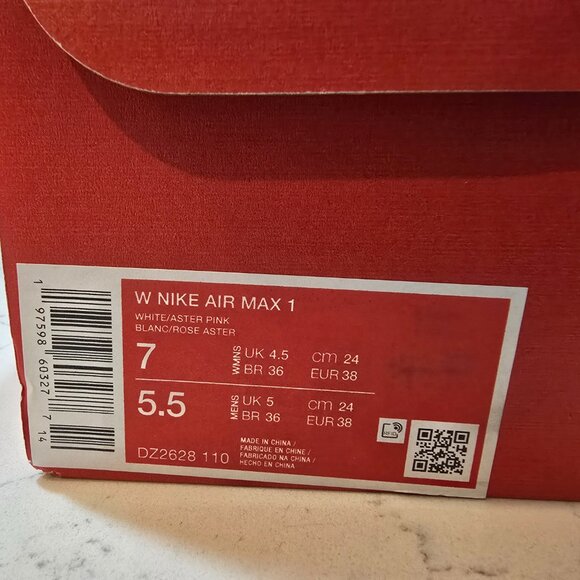 W NIKE AIR MAX 1
WHITE/ASTER PINK
BLANC/ROSE ASTER
7 WMNS UK 4.5 cm 24
BR 36 EUR 38
5.5 MENS UK 5 cm 24
BR 36 EUR 38
DZ2628 110
MADE IN CHINA /
FABRIQUE EN CHINE /
FABRICADO NA CHINA /
HECHO EN CHINA
RFID
1 97598 60327 7 14